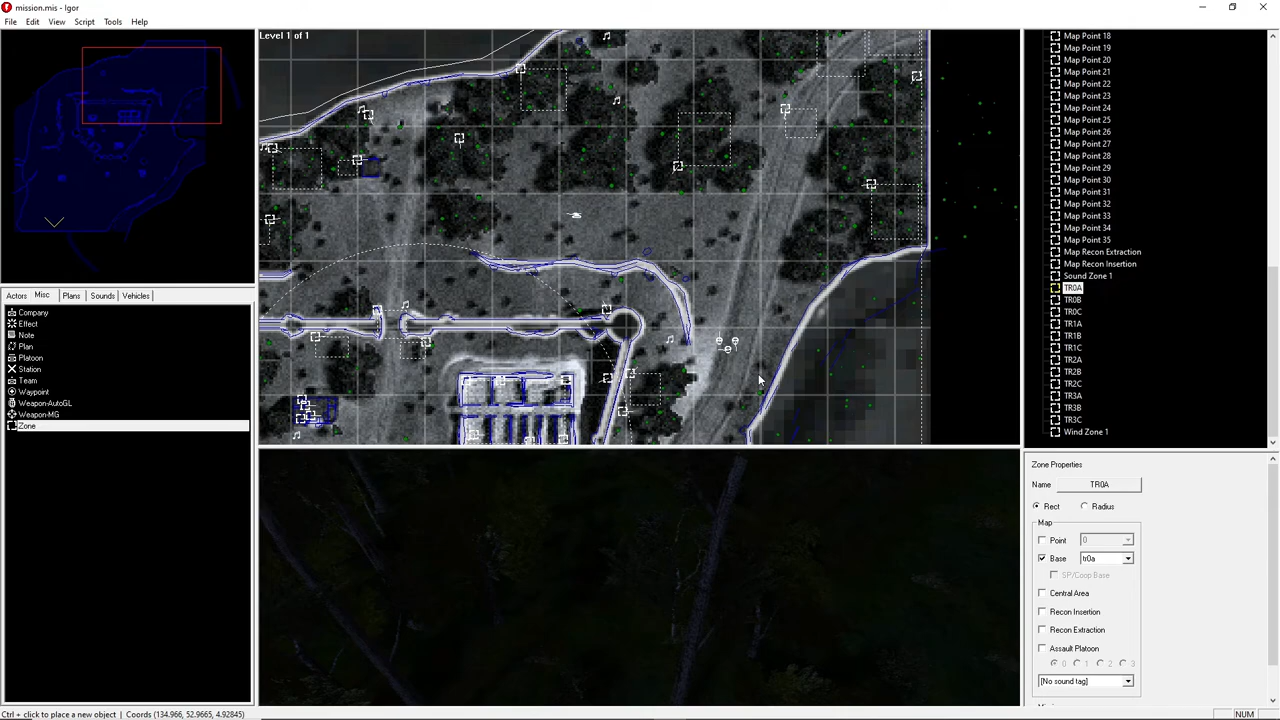 mission.mis - Igor
File Edit View Script Tools Help
Level 1 of 1
Actors Misc Plans Sounds Vehicles
Company
Effect
Note
Plan
Platoon
Station
Team
Waypoint
Weapon-AutoGL
Weapon-MG
Zone
Map Point 18
Map Point 19
Map Point 20
Map Point 21
Map Point 22
Map Point 23
Map Point 24
Map Point 25
Map Point 26
Map Point 27
Map Point 28
Map Point 29
Map Point 30
Map Point 31
Map Point 32
Map Point 33
Map Point 34
Map Point 35
Map Recon Extraction
Map Recon Insertion
Sound Zone 1
TR0A
TR0B
TR0C
TR1A
TR1B
TR1C
TR2A
TR2B
TR2C
TR3A
TR3B
TR3C
Wind Zone 1
Zone Properties
Name TR0A
Rect Radius
Map
Point 0
Base tr0a
SP/Coop Base
Central Area
Recon Insertion
Recon Extraction
Assault Platoon
0 1 2 3
[No sound tag]
Ctrl + click to place a new object Coords (134.966, 52.9665, 4.92845) NUM